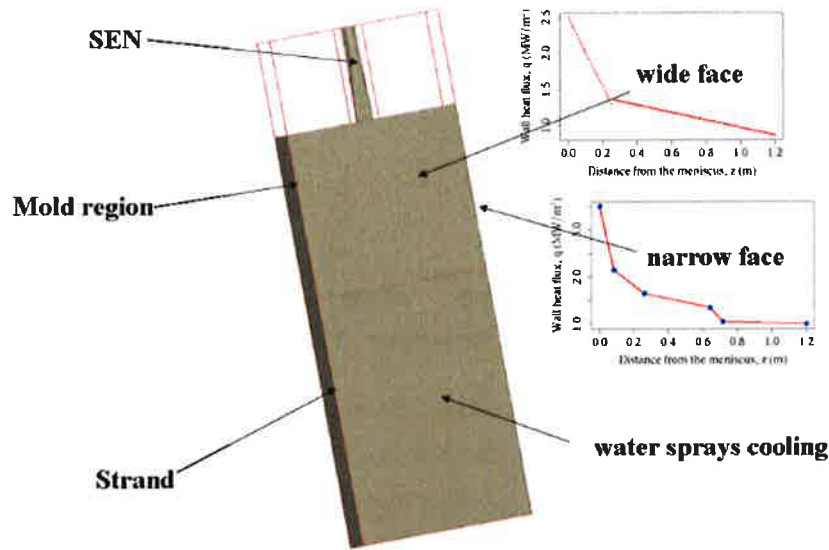 SEN
Wall heat flux, q (MW/m²)
2.5
2.0
1.5
1.0
wide face
0.0 0.2 0.4 0.6 0.8 1.0 1.2
Distance from the meniscus, z (m)
Mold region
Wall heat flux, q (MW/m²)
3.0
2.0
1.0
narrow face
0.0 0.2 0.4 0.6 0.8 1.0 1.2
Distance from the meniscus, z (m)
water sprays cooling
Strand